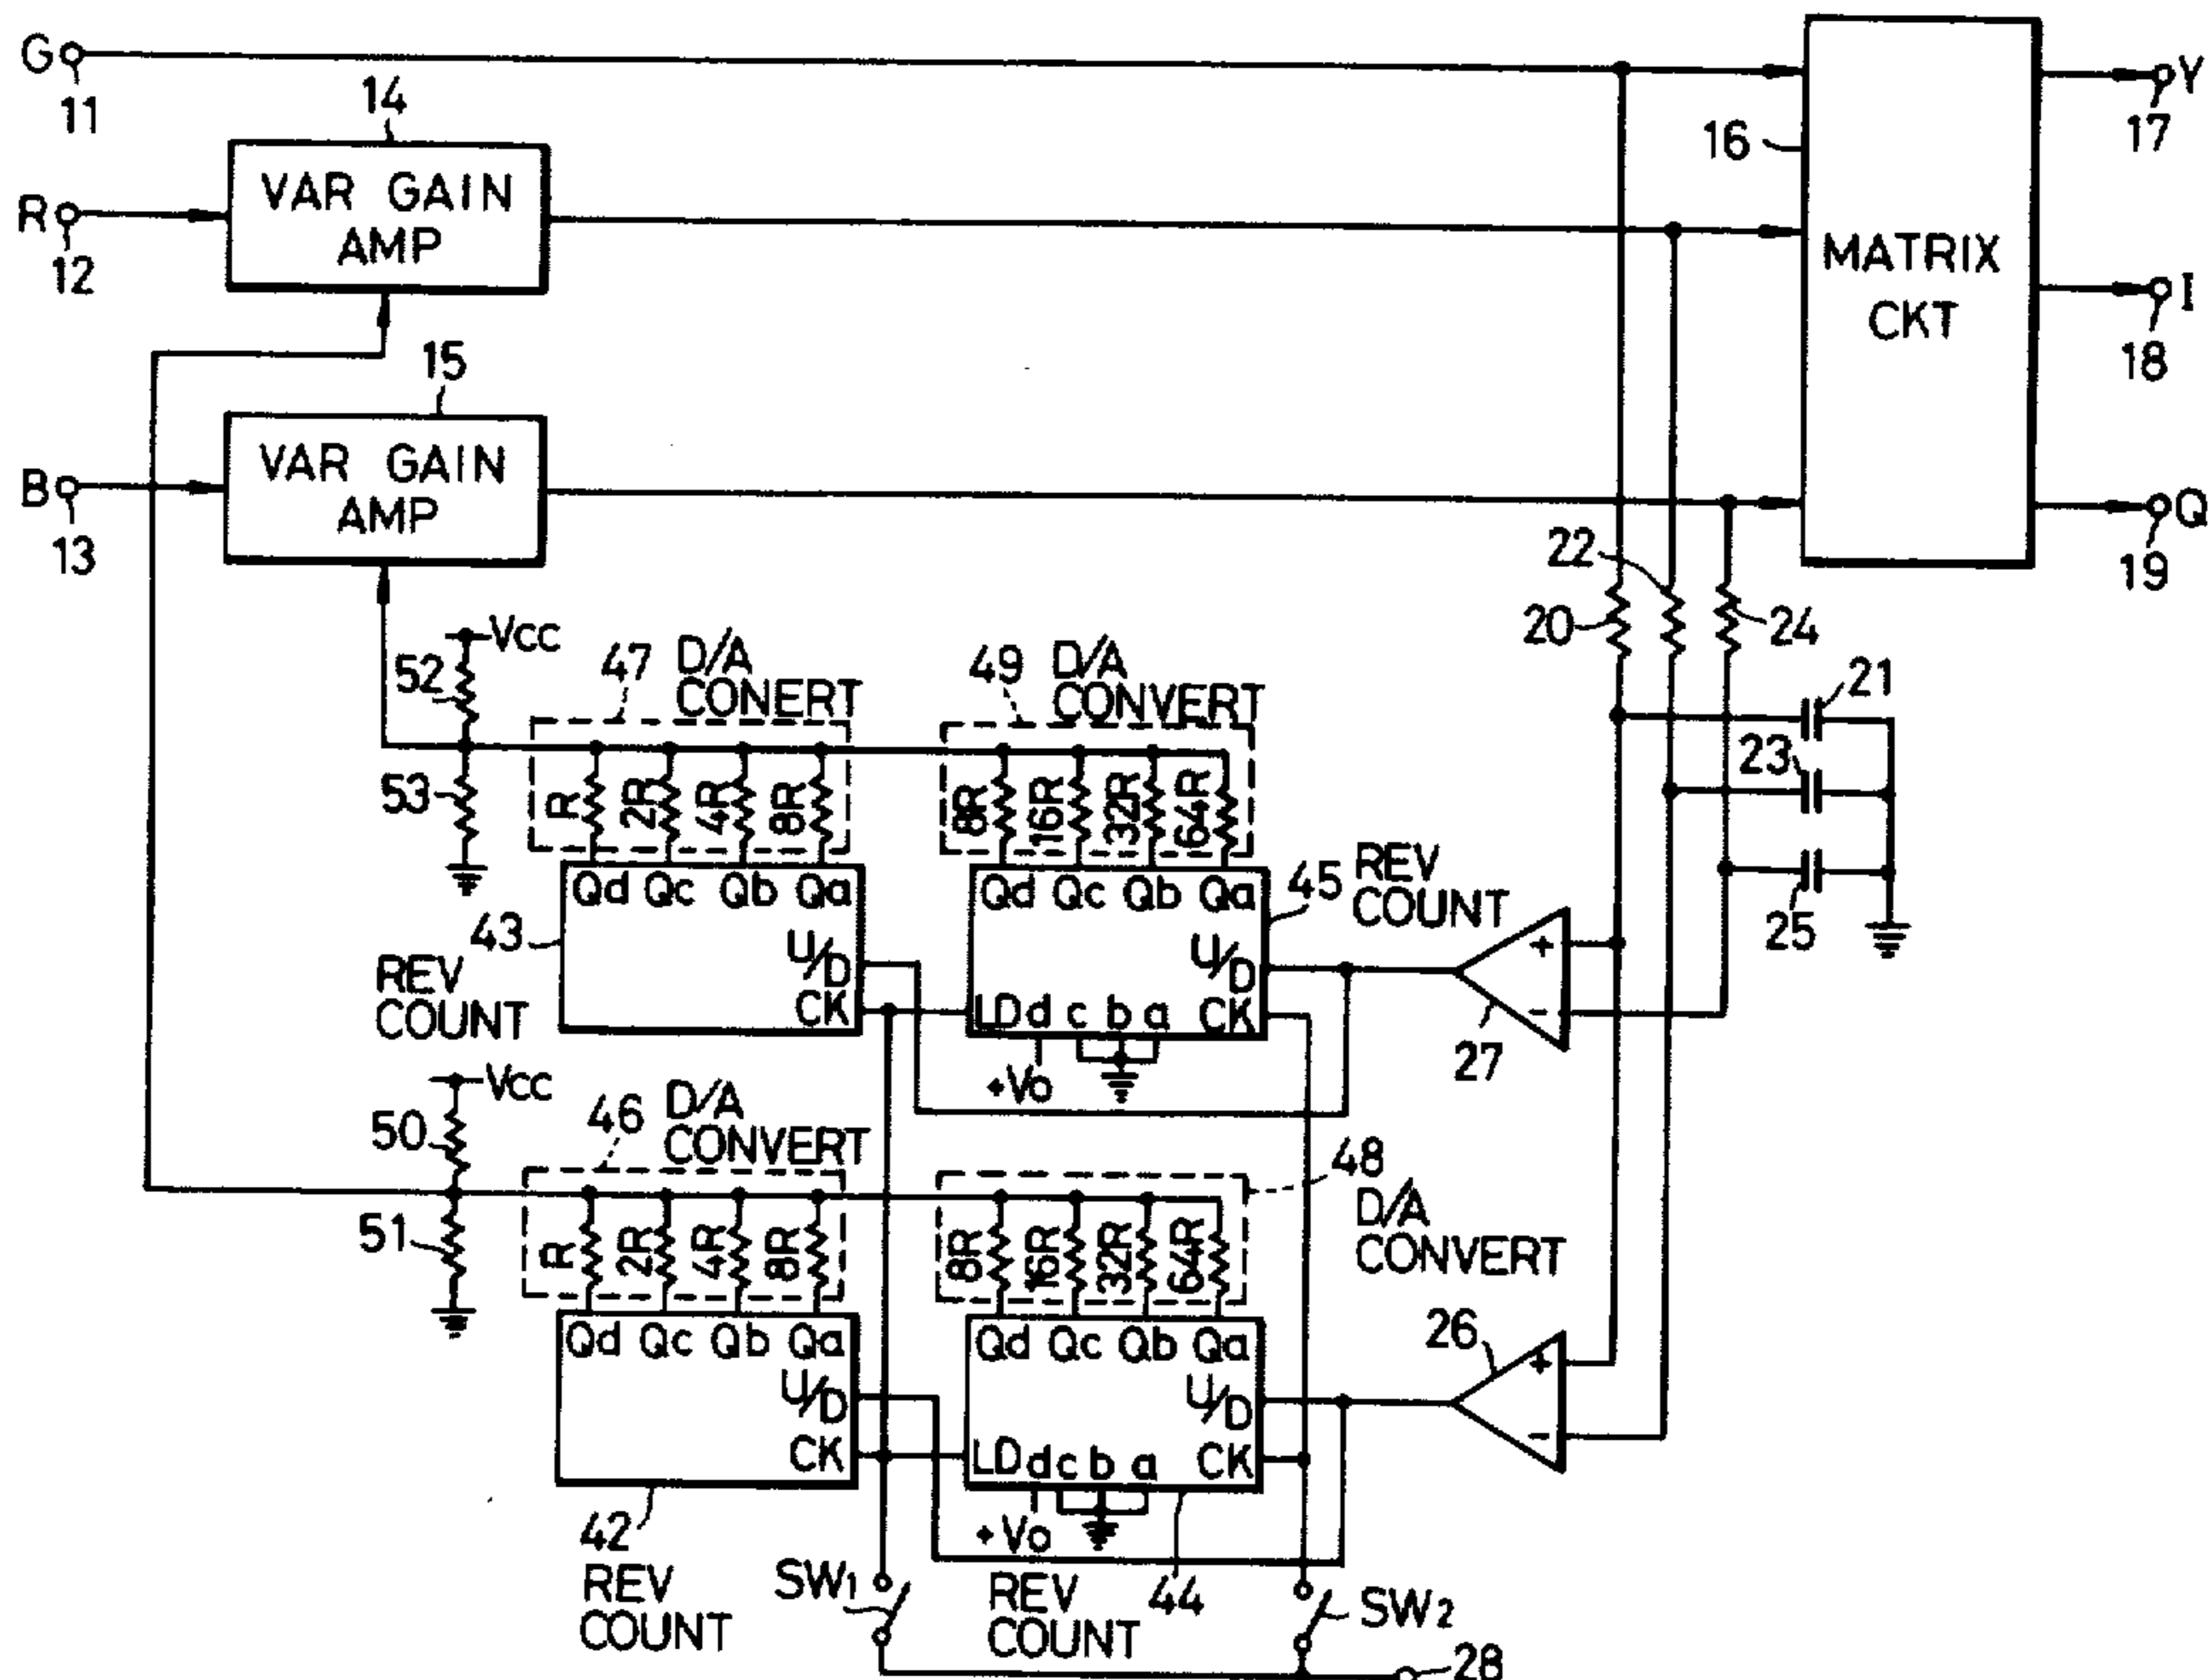 G
11
14
VAR GAIN
AMP
R
12
16
MATRIX
CKT
Y
17
I
18
Q
19
15
VAR GAIN
AMP
B
13
22
20
24
Vcc
52
53
47
D/A
CONERT
49
D/A
CONVERT
21
23
25
R
2R
4R
8R
8R
16R
32R
64R
Qd Qc Qb Qa
U/D
CK
43
REV
COUNT
Qd Qc Qb Qa
U/D
LD d c b a CK
+Vo
45
REV
COUNT
+
-
27
Vcc
50
51
46
D/A
CONVERT
48
D/A
CONVERT
R
2R
4R
8R
8R
16R
32R
64R
Qd Qc Qb Qa
U/D
CK
42
REV
COUNT
Qd Qc Qb Qa
U/D
LD d c b a CK
+Vo
44
REV
COUNT
26
+
-
SW1
SW2
28